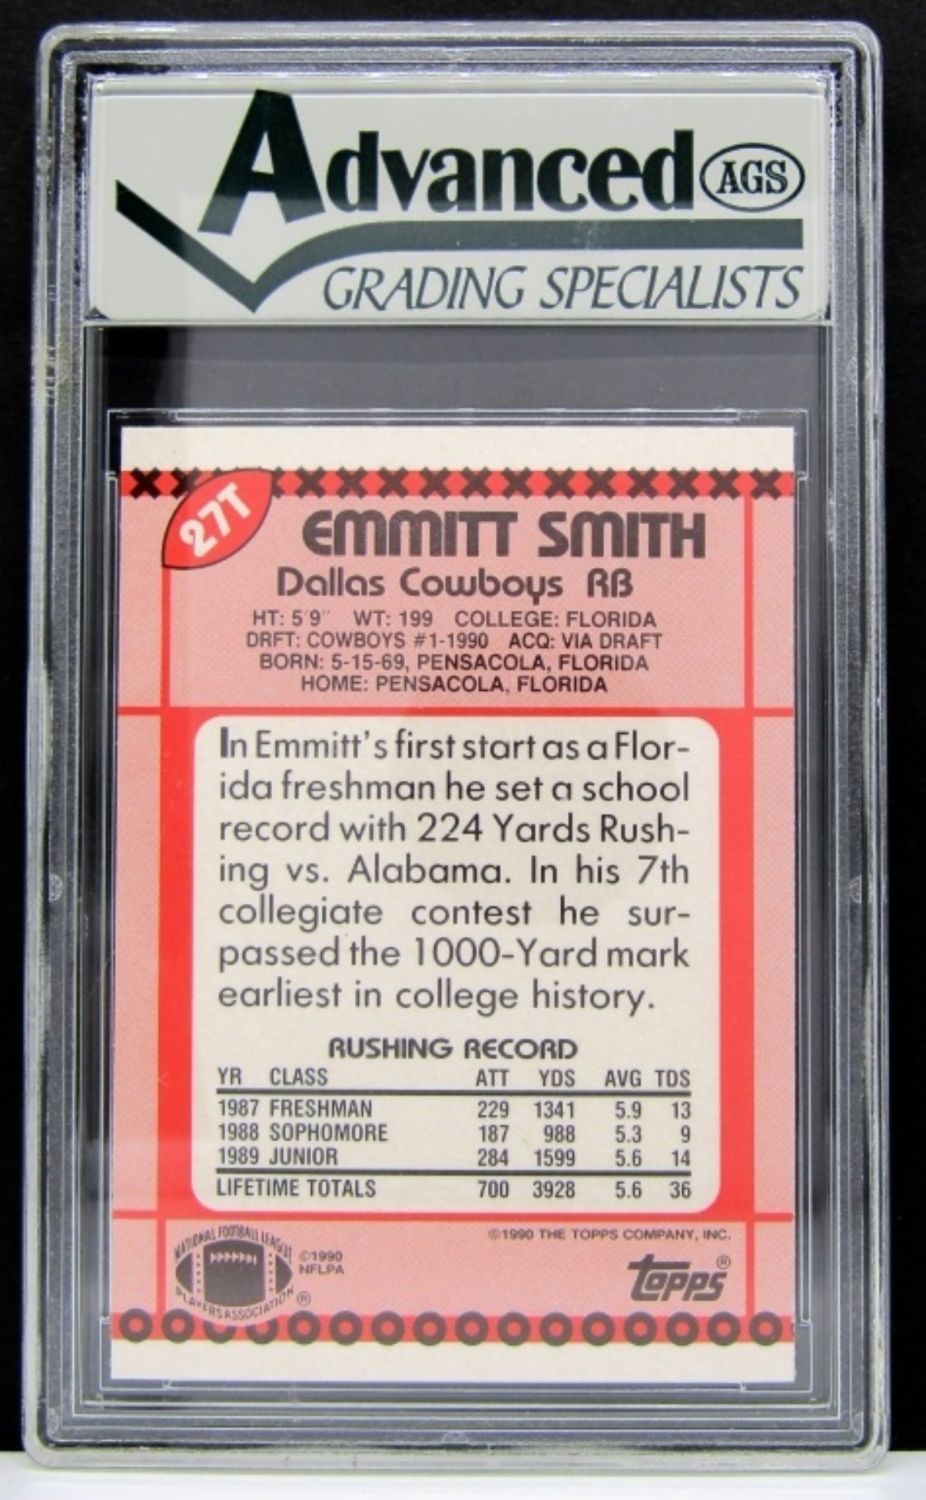 Advanced AGS
GRADING SPECIALISTS
27T
EMMITT SMITH
Dallas Cowboys RB
HT: 5'9" WT: 199 COLLEGE: FLORIDA
DRFT: COWBOYS #1-1990 ACQ: VIA DRAFT
BORN: 5-15-69, PENSACOLA, FLORIDA
HOME: PENSACOLA, FLORIDA
In Emmitt's first start as a Flor-
ida freshman he set a school
record with 224 Yards Rush-
ing vs. Alabama. In his 7th
collegiate contest he sur-
passed the 1000-Yard mark
earliest in college history.
RUSHING RECORD
YR CLASS ATT YDS AVG TDS
1987 FRESHMAN 229 1341 5.9 13
1988 SOPHOMORE 187 988 5.3 9
1989 JUNIOR 284 1599 5.6 14
LIFETIME TOTALS 700 3928 5.6 36
NATIONAL FOOTBALL LEAGUE
PLAYERS ASSOCIATION ®
©1990
NFLPA
©1990 THE TOPPS COMPANY, INC.
topps®